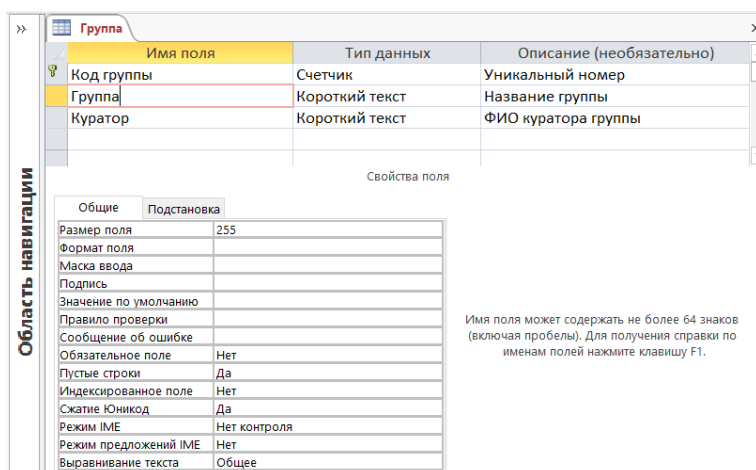 Группа
Имя поля Тип данных Описание (необязательно)
Код группы Счетчик Уникальный номер
Группа Короткий текст Название группы
Куратор Короткий текст ФИО куратора группы
Область навигации
Свойства поля
Общие Подстановка
Размер поля 255
Формат поля
Маска ввода
Подпись
Значение по умолчанию
Правило проверки
Сообщение об ошибке
Обязательное поле Нет
Пустые строки Да
Индексированное поле Нет
Сжатие Юникод Да
Режим IME Нет контроля
Режим предложений IME Нет
Выравнивание текста Общее
Имя поля может содержать не более 64 знаков
(включая пробелы). Для получения справки по
именам полей нажмите клавишу F1.